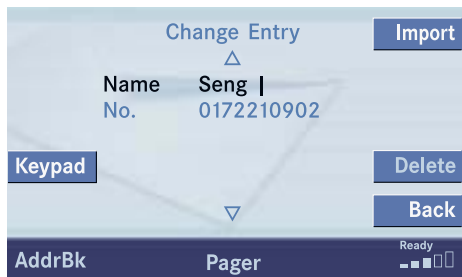 Change Entry
Import
Name Seng
No. 0172210902
Keypad
Delete
Back
AddrBk
Pager
Ready